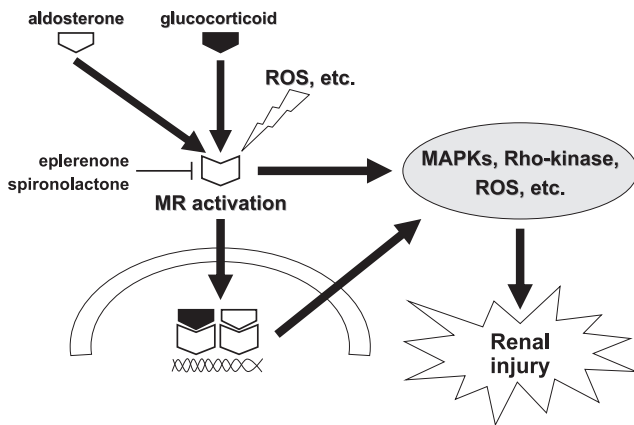 aldosterone
glucocorticoid
ROS, etc.
eplerenone
spironolactone
MR activation
MAPKs, Rho-kinase,
ROS, etc.
Renal
injury